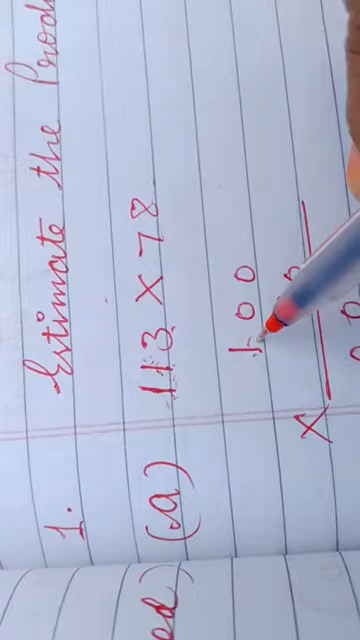 1. Estimate the Prod
(a) 113 × 78
100
×